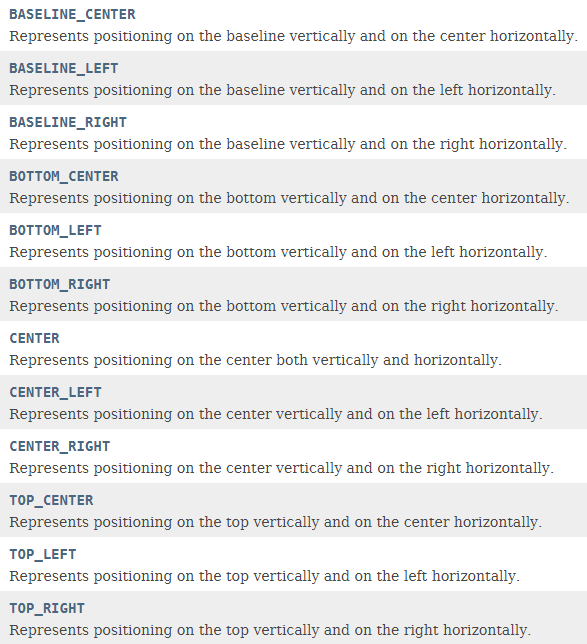 BASELINE_CENTER
Represents positioning on the baseline vertically and on the center horizontally.
BASELINE_LEFT
Represents positioning on the baseline vertically and on the left horizontally.
BASELINE_RIGHT
Represents positioning on the baseline vertically and on the right horizontally.
BOTTOM_CENTER
Represents positioning on the bottom vertically and on the center horizontally.
BOTTOM_LEFT
Represents positioning on the bottom vertically and on the left horizontally.
BOTTOM_RIGHT
Represents positioning on the bottom vertically and on the right horizontally.
CENTER
Represents positioning on the center both vertically and horizontally.
CENTER_LEFT
Represents positioning on the center vertically and on the left horizontally.
CENTER_RIGHT
Represents positioning on the center vertically and on the right horizontally.
TOP_CENTER
Represents positioning on the top vertically and on the center horizontally.
TOP_LEFT
Represents positioning on the top vertically and on the left horizontally.
TOP_RIGHT
Represents positioning on the top vertically and on the right horizontally.